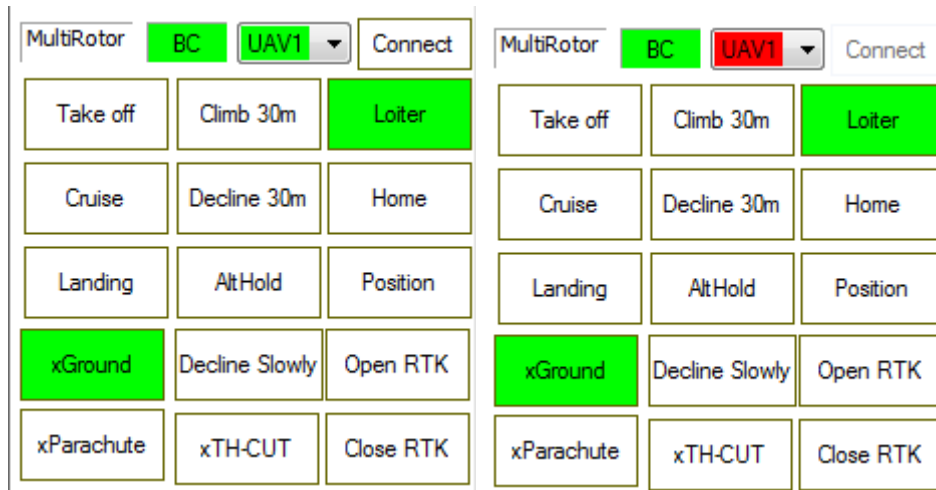 MultiRotor BC UAV1 Connect
Take off Climb 30m Loiter
Cruise Decline 30m Home
Landing AltHold Position
xGround Decline Slowly Open RTK
xParachute xTH-CUT Close RTK
MultiRotor BC UAV1 Connect
Take off Climb 30m Loiter
Cruise Decline 30m Home
Landing AltHold Position
xGround Decline Slowly Open RTK
xParachute xTH-CUT Close RTK